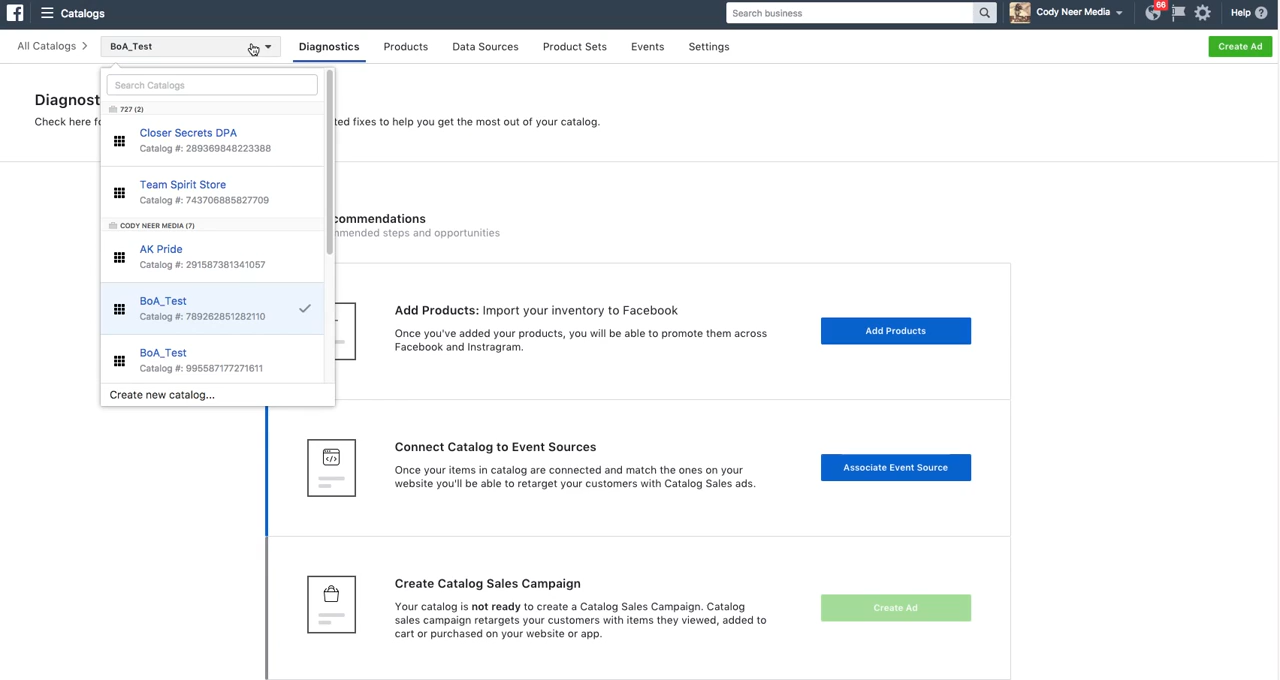 Catalogs
Search business
Cody Neer Media
66
Help
All Catalogs
BoA_Test
Diagnostics
Products
Data Sources
Product Sets
Events
Settings
Create Ad
Diagnost
Check here fo
ted fixes to help you get the most out of your catalog.
Search Catalogs
727 (2)
Closer Secrets DPA
Catalog #: 289369848223388
Team Spirit Store
Catalog #: 743706885827709
CODY NEER MEDIA (7)
AK Pride
Catalog #: 291587381341057
BoA_Test
Catalog #: 789262851282110
BoA_Test
Catalog #: 995587177271611
Create new catalog...
commendations
mmended steps and opportunities
Add Products: Import your inventory to Facebook
Once you've added your products, you will be able to promote them across
Facebook and Instragram.
Add Products
Connect Catalog to Event Sources
Once your items in catalog are connected and match the ones on your
website you'll be able to retarget your customers with Catalog Sales ads.
Associate Event Source
Create Catalog Sales Campaign
Your catalog is not ready to create a Catalog Sales Campaign. Catalog
sales campaign retargets your customers with items they viewed, added to
cart or purchased on your website or app.
Create Ad